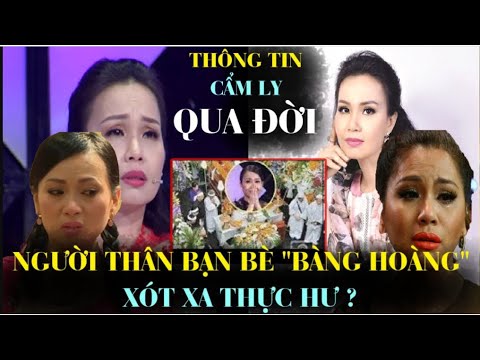 THÔNG TIN
CẨM LY
QUA ĐỜI
NGƯỜI THÂN BẠN BÈ "BÀNG HOÀNG"
XÓT XA THỰC HƯ ?